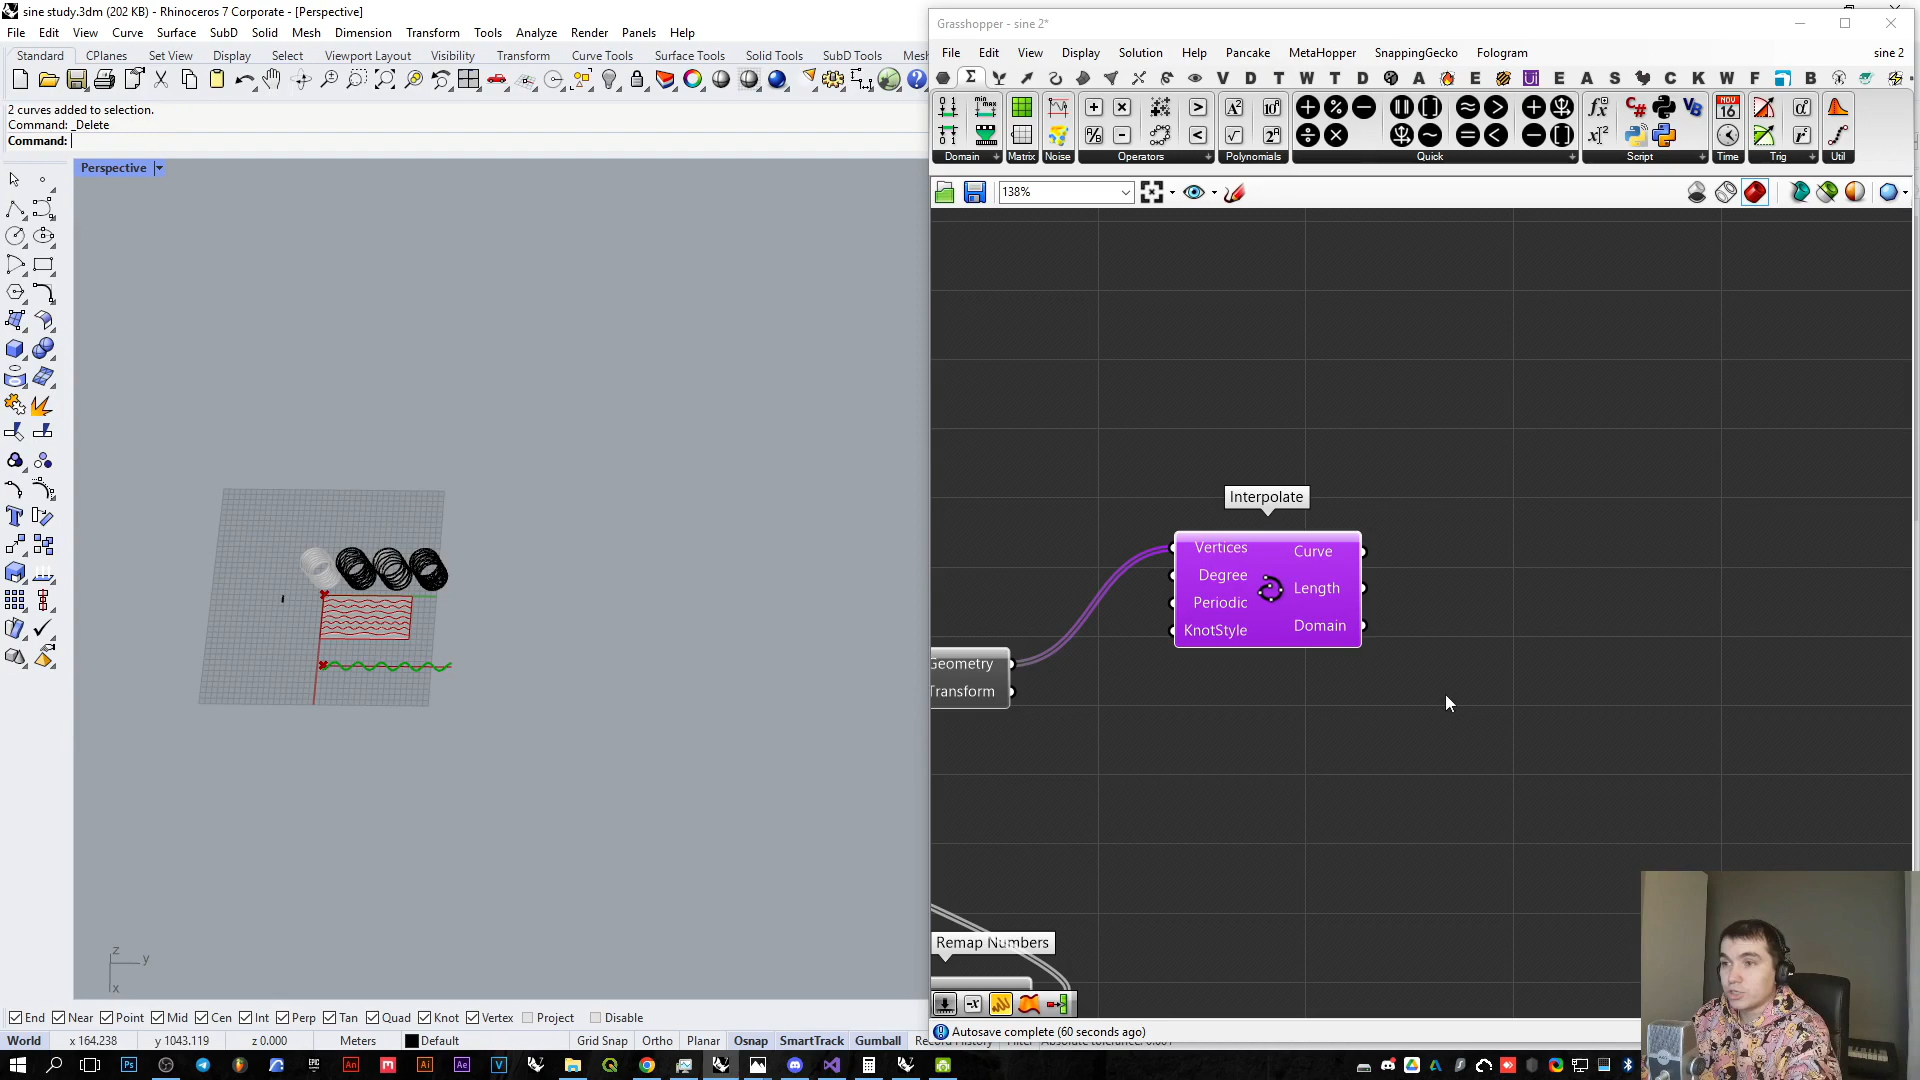 sine study.3dm (202 KB) - Rhinoceros 7 Corporate - [Perspective]
File Edit View Curve Surface SubD Solid Mesh Dimension Transform Tools Analyze Render Panels Help
Standard CPlanes Set View Display Select Viewport Layout Visibility Transform Curve Tools Surface Tools Solid Tools SubD Tools Mesh
2 curves added to selection.
Command: _Delete
Command:
Perspective
z
y
x
End Near Point Mid Cen Int Perp Tan Quad Knot Vertex Project Disable
World x 164.238 y 1043.119 z 0.000 Meters Default Grid Snap Ortho Planar Osnap SmartTrack Gumball
Grasshopper - sine 2*
File Edit View Display Solution Help Pancake MetaHopper SnappingGecko Fologram sine 2
Domain Matrix Noise Operators Polynomials Quick Script Time Trig Util
138%
Interpolate
Vertices Curve
Degree Length
Periodic Domain
KnotStyle
Geometry
Transform
Remap Numbers
Autosave complete (60 seconds ago)